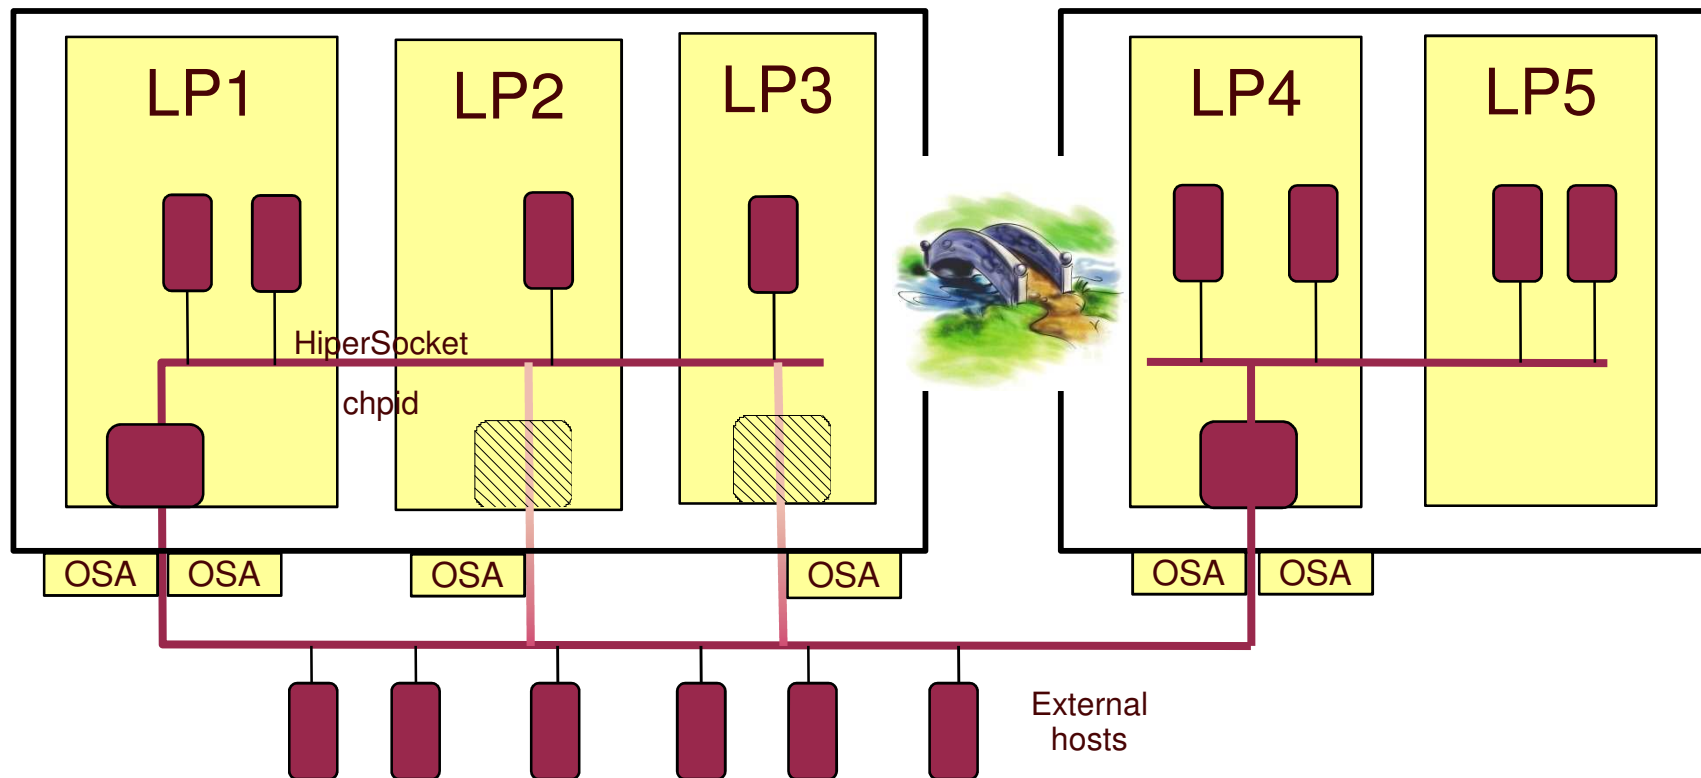 LP1
LP2
LP3
LP4
LP5
HiperSocket
chpid
OSA
OSA
OSA
OSA
OSA
OSA
External
hosts